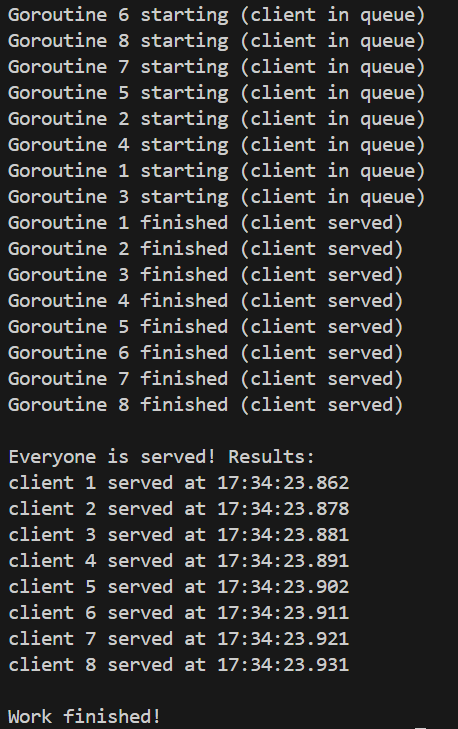 Goroutine 6 starting (client in queue)
Goroutine 8 starting (client in queue)
Goroutine 7 starting (client in queue)
Goroutine 5 starting (client in queue)
Goroutine 2 starting (client in queue)
Goroutine 4 starting (client in queue)
Goroutine 1 starting (client in queue)
Goroutine 3 starting (client in queue)
Goroutine 1 finished (client served)
Goroutine 2 finished (client served)
Goroutine 3 finished (client served)
Goroutine 4 finished (client served)
Goroutine 5 finished (client served)
Goroutine 6 finished (client served)
Goroutine 7 finished (client served)
Goroutine 8 finished (client served)
Everyone is served! Results:
client 1 served at 17:34:23.862
client 2 served at 17:34:23.878
client 3 served at 17:34:23.881
client 4 served at 17:34:23.891
client 5 served at 17:34:23.902
client 6 served at 17:34:23.911
client 7 served at 17:34:23.921
client 8 served at 17:34:23.931
Work finished!